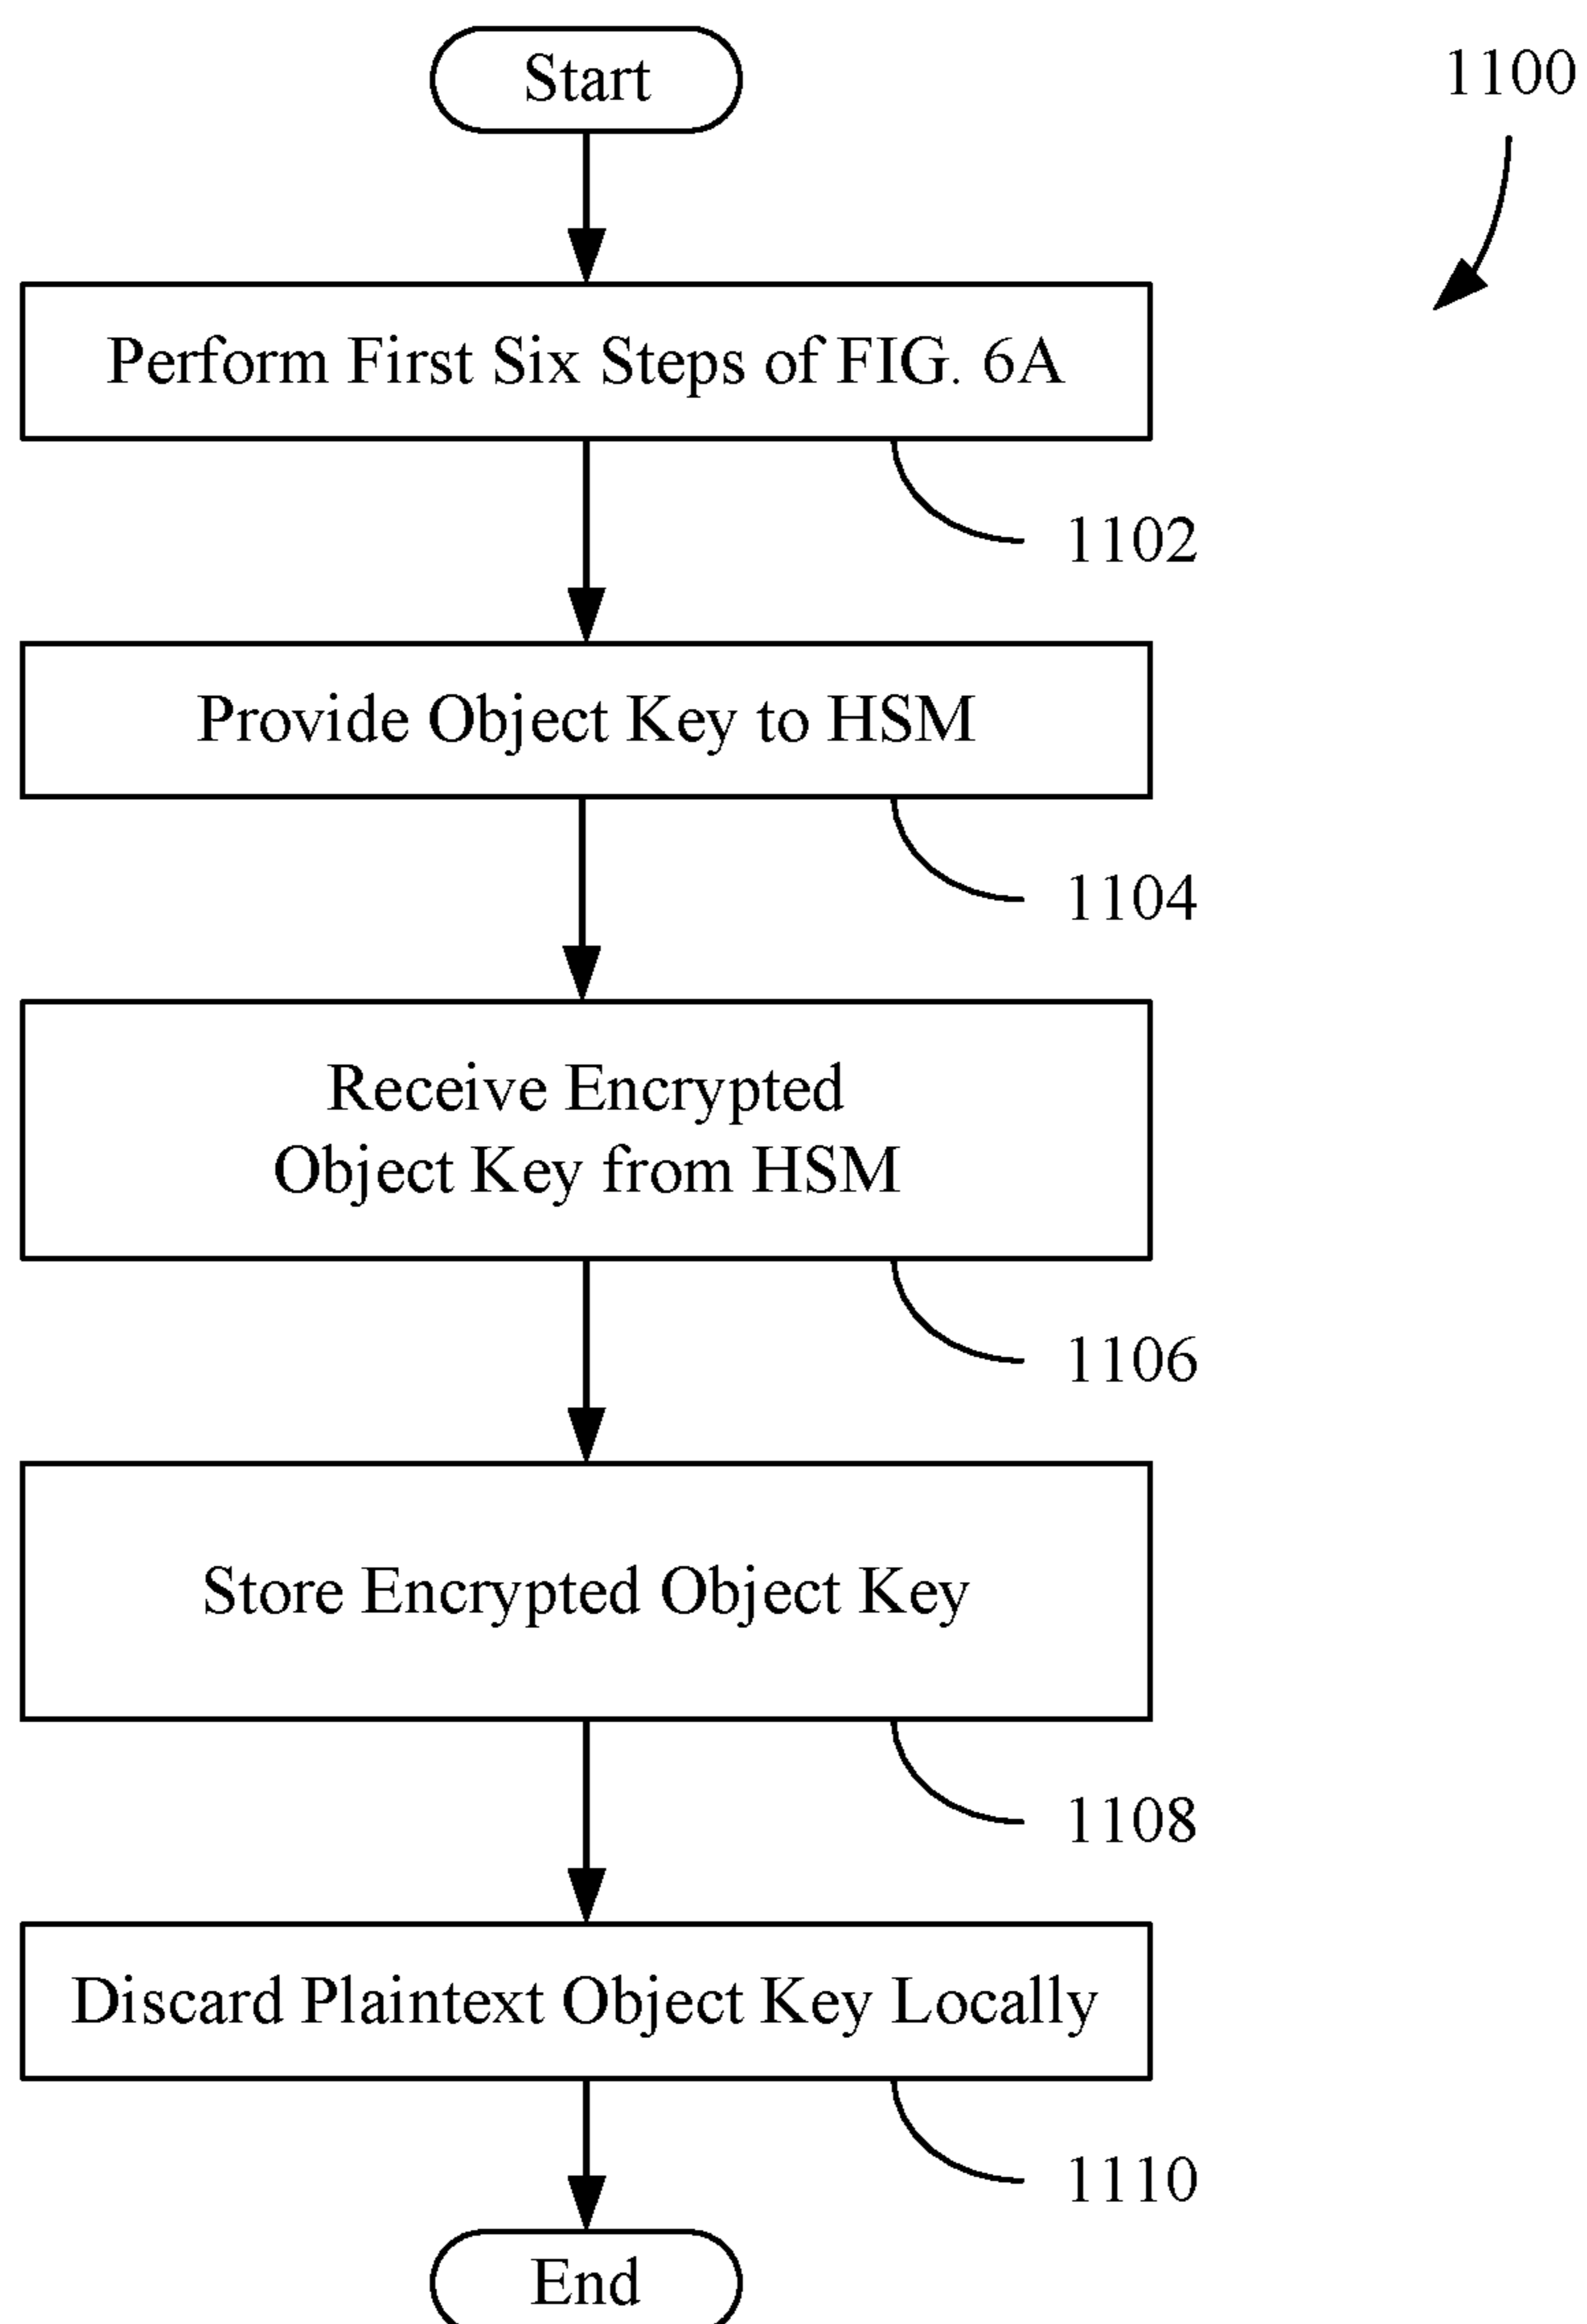 Start
1100
Perform First Six Steps of FIG. 6A
1102
Provide Object Key to HSM
1104
Receive Encrypted
Object Key from HSM
1106
Store Encrypted Object Key
1108
Discard Plaintext Object Key Locally
1110
End